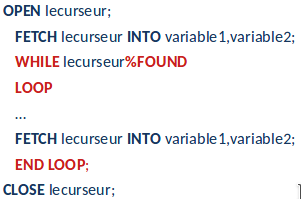 OPEN lecurseur;
FETCH lecurseur INTO variable1,variable2;
WHILE lecurseur%FOUND
LOOP
...
FETCH lecurseur INTO variable1,variable2;
END LOOP;
CLOSE lecurseur;